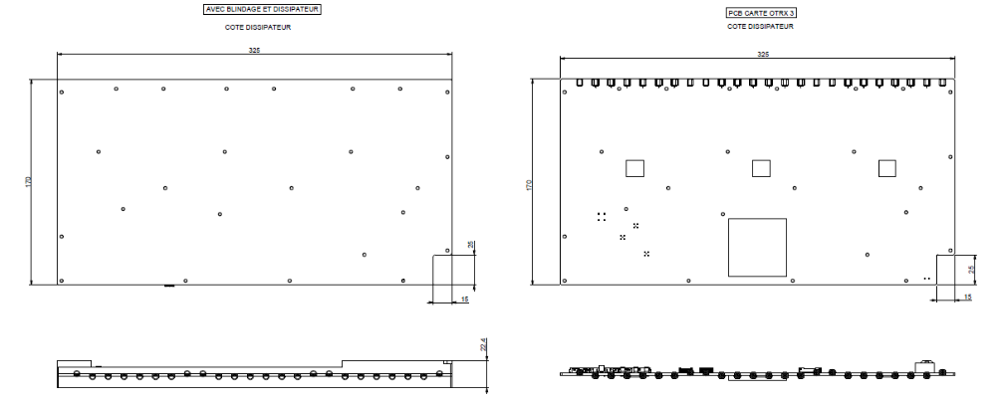 AVEC BLINDAGE ET DISSIPATEUR
COTE DISSIPATEUR
325
170
25
15
22.4
PCB CARTE OTRX 3
COTE DISSIPATEUR
325
170
25
15